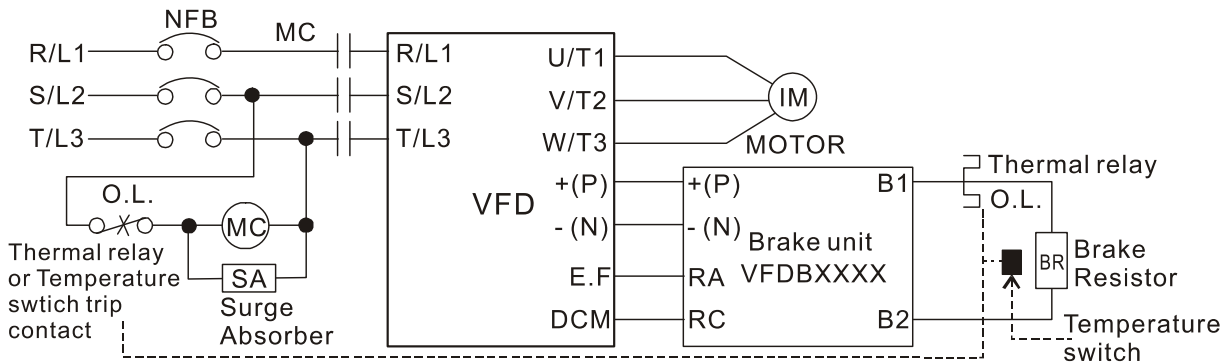 NFB
MC
R/L1
R/L1
U/T1
S/L2
S/L2
V/T2
IM
T/L3
T/L3
W/T3
MOTOR
VFD
+(P)
+(P)
B1
Thermal relay
O.L.
O.L.
MC
- (N)
- (N)
Brake unit
VFDBXXXX
Thermal relay
or Temperature
swtich trip
contact
SA
Surge
Absorber
E.F
RA
BR
Brake
Resistor
DCM
RC
B2
Temperature
switch